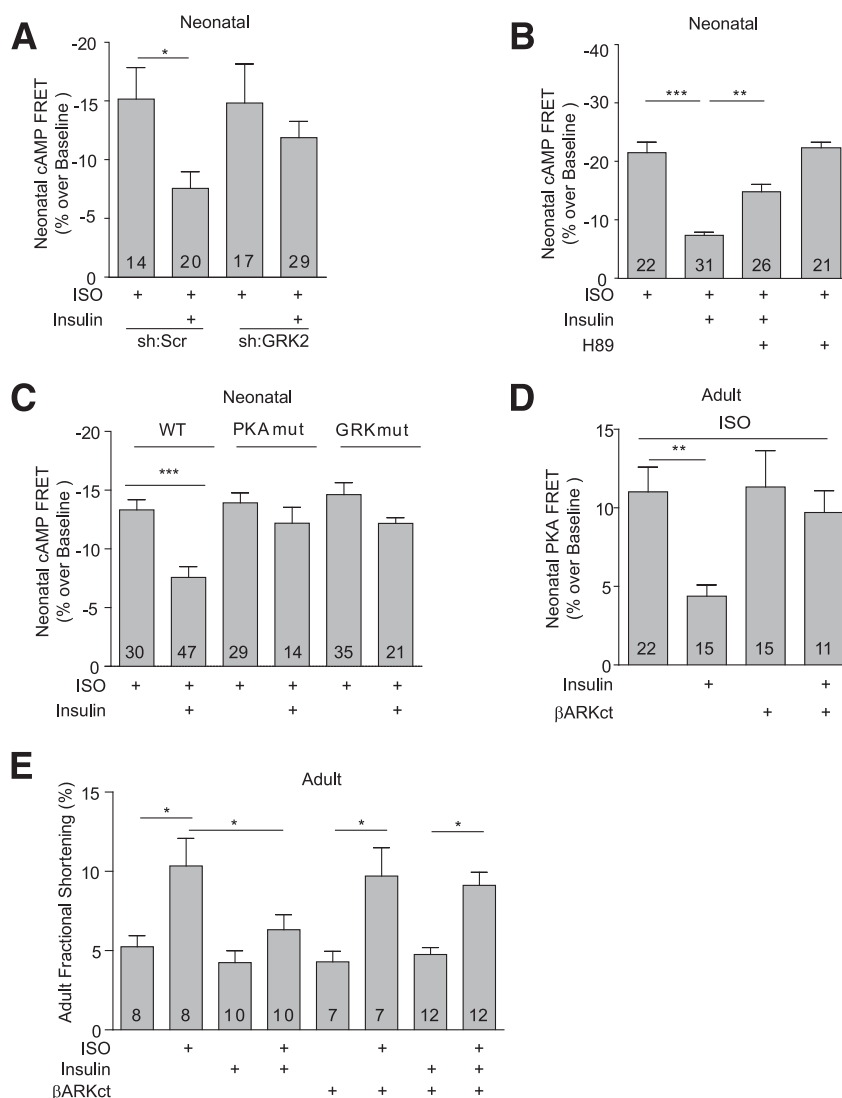 A
Neonatal
Neonatal cAMP FRET
(% over Baseline )
-20
-15
-10
-5
0
*
14 20 17 29
ISO + + + +
Insulin + +
sh:Scr sh:GRK2
B
Neonatal
Neonatal cAMP FRET
(% over Baseline )
-40
-30
-20
-10
0
*** **
22 31 26 21
ISO + + + +
Insulin + +
H89 + +
C
Neonatal
WT PKAmut GRKmut
Neonatal cAMP FRET
(% over Baseline )
-20
-15
-10
-5
0
***
30 47 29 14 35 21
ISO + + + + + +
Insulin + + +
D
Adult
ISO
Neonatal PKA FRET
(% over Baseline )
15
10
5
0
**
22 15 15 11
Insulin + +
βARKct + +
E
Adult
Adult Fractional Shortening (%)
15
10
5
0
* * * *
8 8 10 10 7 7 12 12
ISO + + + +
Insulin + + + +
βARKct + + + +